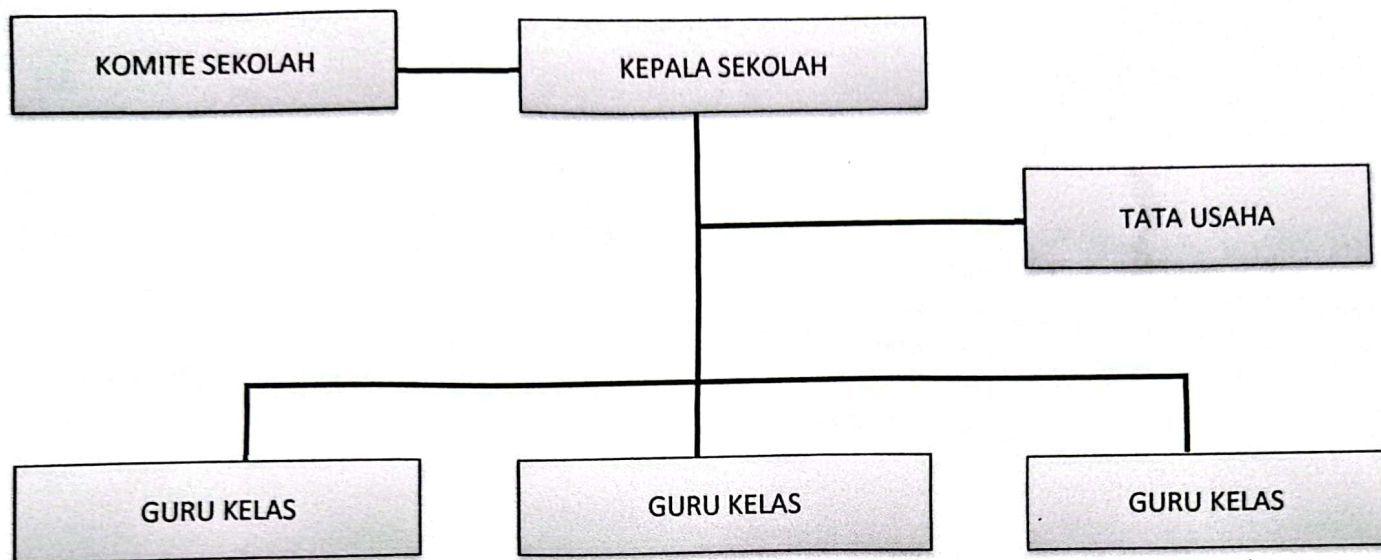 KOMITE SEKOLAH
KEPALA SEKOLAH
TATA USAHA
GURU KELAS
GURU KELAS
GURU KELAS